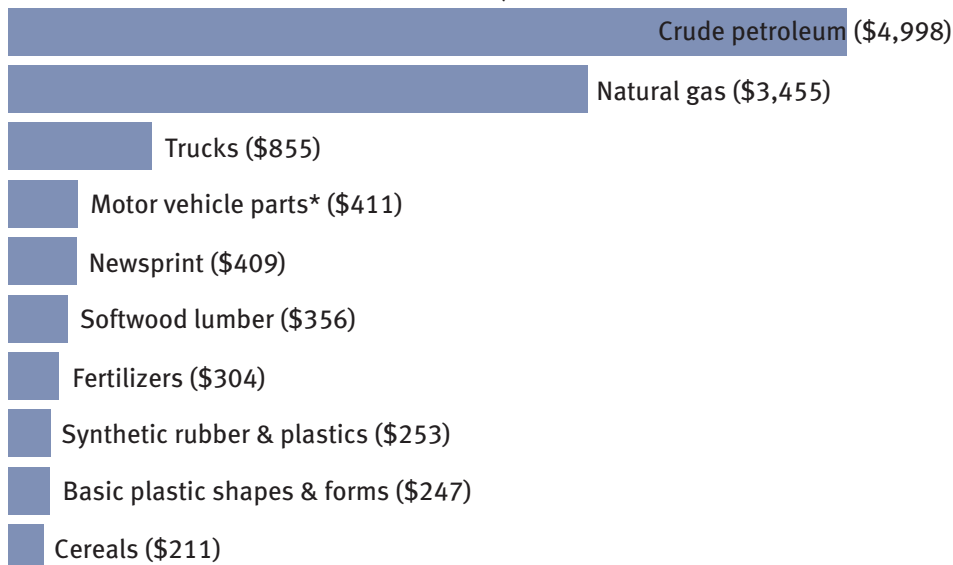 Crude petroleum ($4,998)
Natural gas ($3,455)
Trucks ($855)
Motor vehicle parts* ($411)
Newsprint ($409)
Softwood lumber ($356)
Fertilizers ($304)
Synthetic rubber & plastics ($253)
Basic plastic shapes & forms ($247)
Cereals ($211)